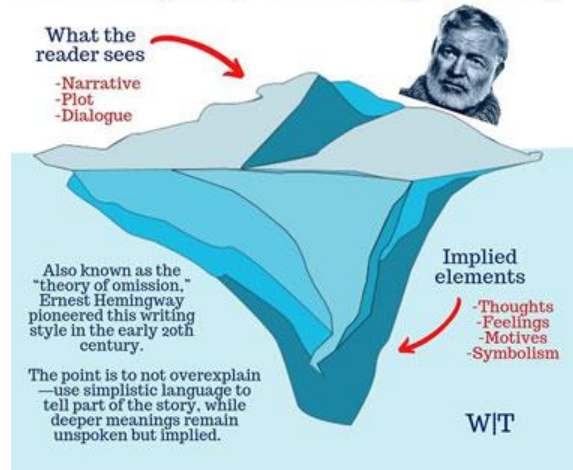 What the
reader sees
-Narrative
-Plot
-Dialogue
Also known as the
"theory of omission,"
Ernest Hemingway
pioneered this writing
style in the early 20th
century.
The point is to not overexplain
—use simplistic language to
tell part of the story, while
deeper meanings remain
unspoken but implied.
Implied
elements
-Thoughts
-Feelings
-Motives
-Symbolism
W|T